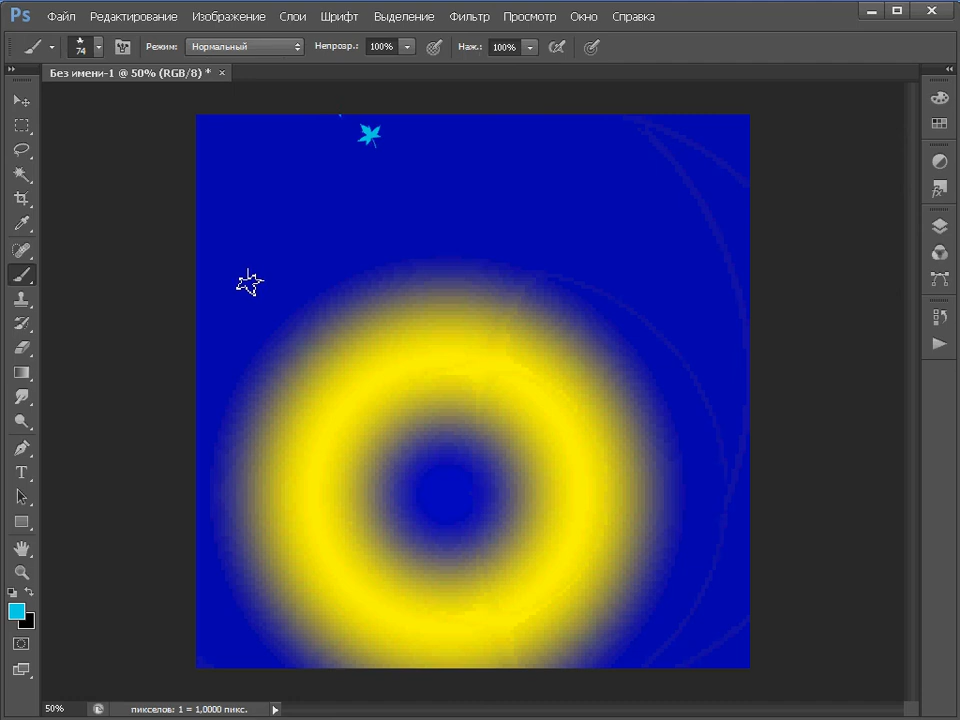 Ps Файл Редактирование Изображение Слои Шрифт Выделение Фильтр Просмотр Окно Справка
74 Режим: Нормальный Непрозр.: 100% Наж.: 100%
Без имени-1 @ 50% (RGB/8) * ×
50% пикселов: 1 = 1,0000 пикс.